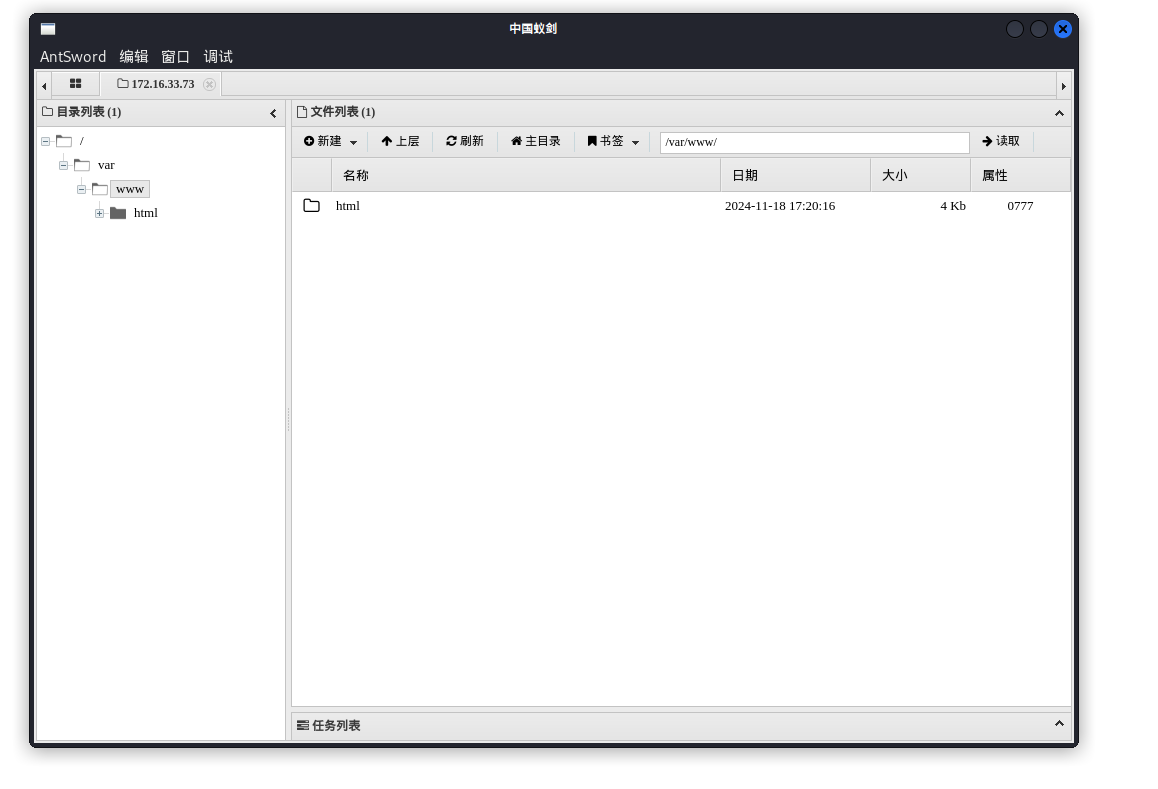 中国蚁剑
AntSword 编辑 窗口 调试
172.16.33.73
目录列表 (1)
文件列表 (1)
新建 上层 刷新 主目录 书签 /var/www/ 读取
/
var
www
html
名称 日期 大小 属性
html 2024-11-18 17:20:16 4 Kb 0777
任务列表